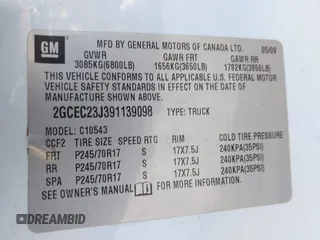 GM
MFD BY GENERAL MOTORS OF CANADA LTD. 05/09
GVWR GAWR FRT GAWR RR
3085KG(6800LB) 1656KG(3650LB) 1792KG(3950LB)
THIS VEHICLE CONFORMS TO ALL APPLICABLE U.S. FEDERAL MOTOR
VEHICLE SAFETY STANDARDS IN EFFECT ON THE DATE OF
MANUFACTURE SHOWN ABOVE.
2GCEC23J391139098 TYPE: TRUCK
MODEL: C10543
CCF2 TIRE SIZE SPEED RTG RIM COLD TIRE PRESSURE
FRT P245/70R17 S 17X7.5J 240KPA(35PSI)
RR P245/70R17 S 17X7.5J 240KPA(35PSI)
SPA P245/70R17 S 17X7.5J 240KPA(35PSI)
SEE OWNER'S MANUAL FOR MORE INFORMATION.
DREAMBID